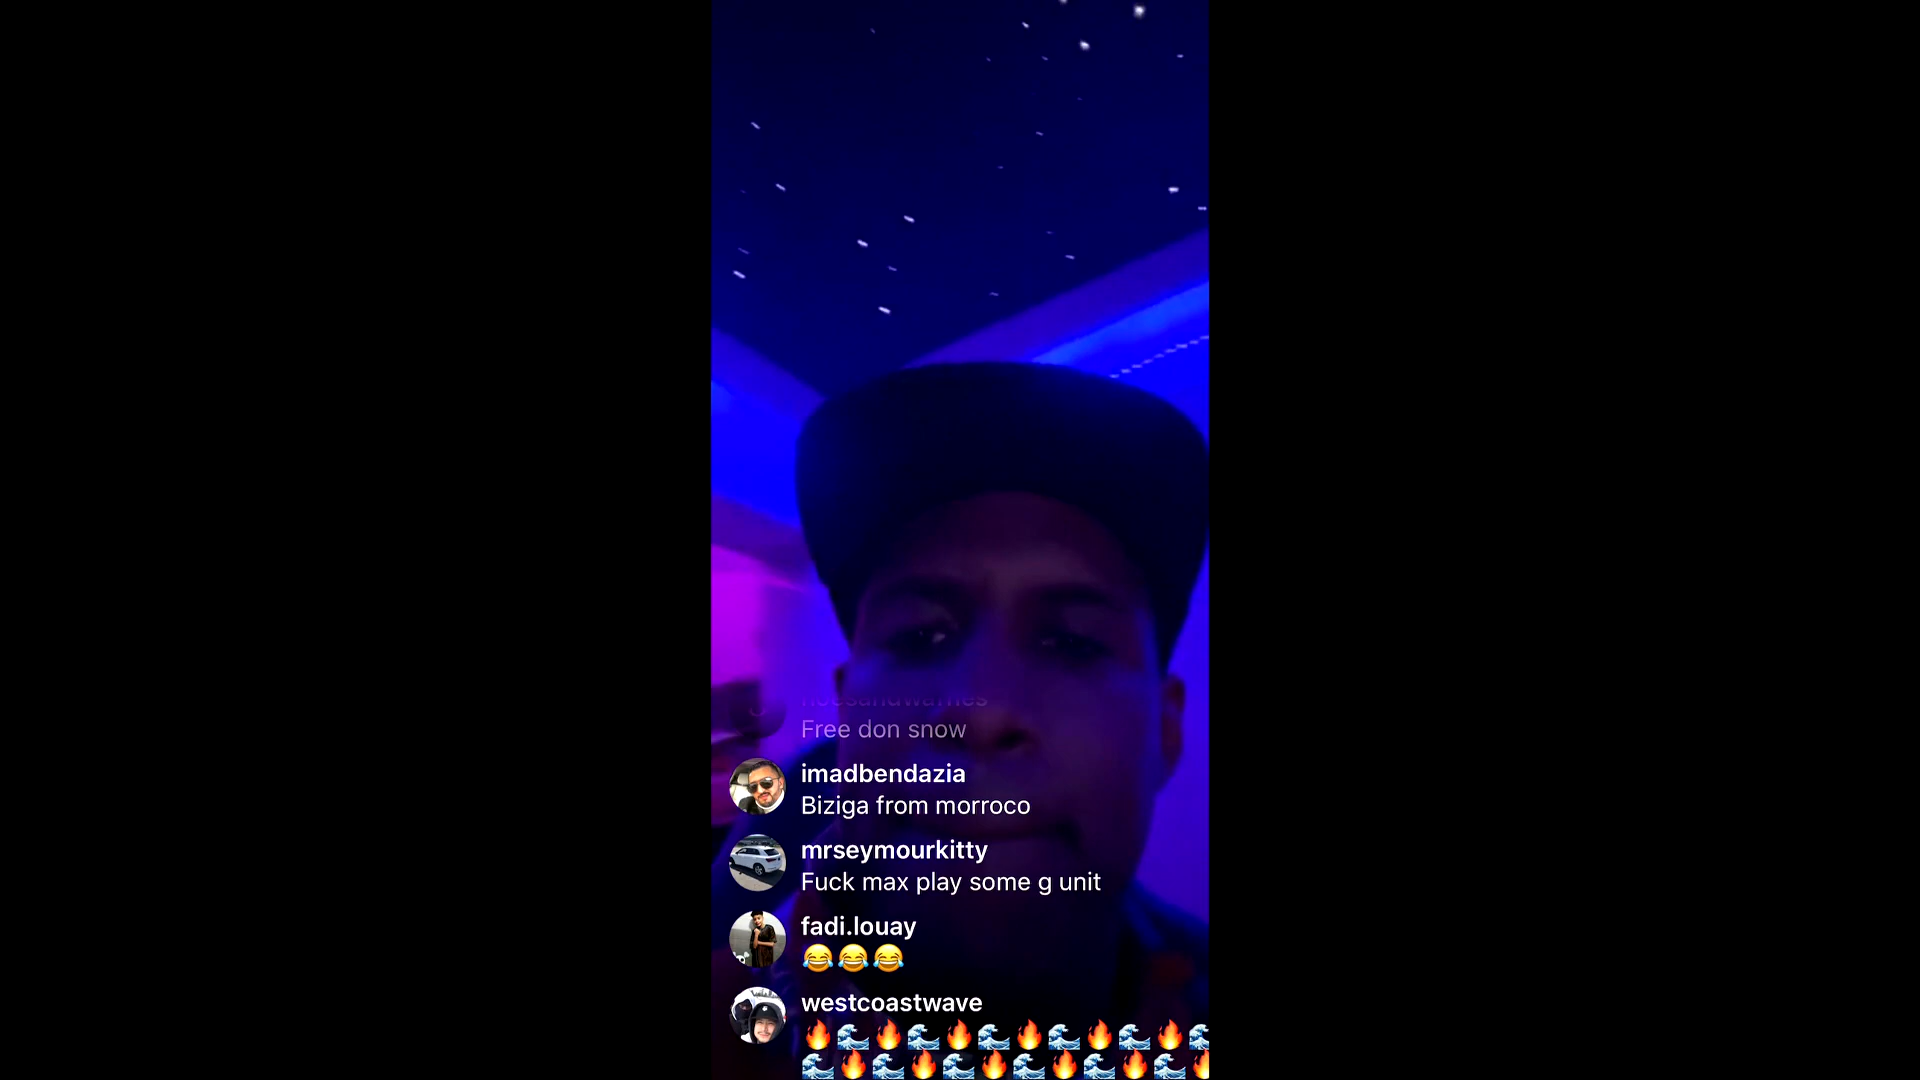 Free don snow
imadbendazia
Biziga from morroco
mrseymourkitty
Fuck max play some g unit
fadi.louay
😂😂😂
westcoastwave
🔥🌊🔥🌊🔥🌊🔥🌊🔥🌊🔥🌊
🌊🔥🌊🔥🌊🔥🌊🔥🌊🔥🌊🔥